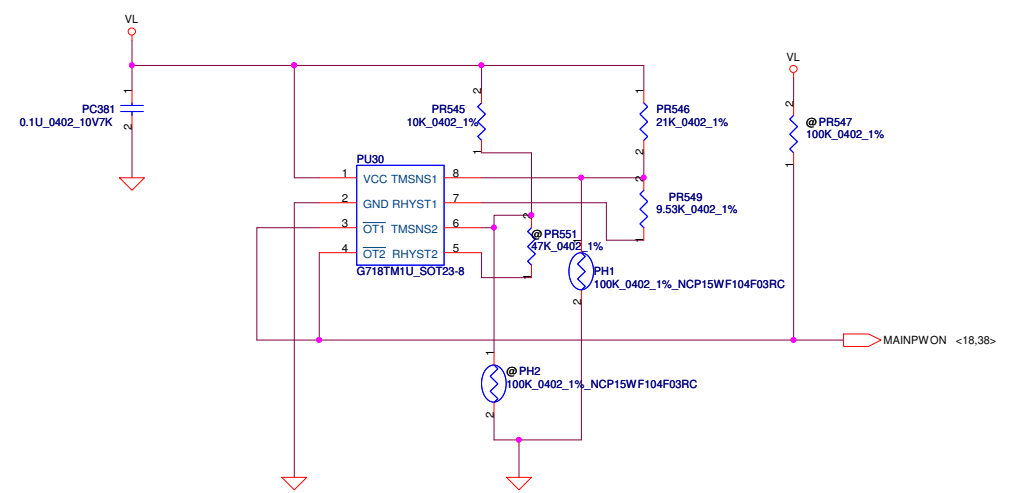 VL
VL
1
PC381
0.1U_0402_10V7K
2
2
PR545
10K_0402_1%
1
1
PR546
21K_0402_1%
2
2
@PR547
100K_0402_1%
1
PU30
1 VCC TMSNS1 8
2 GND RHYST1 7
3 OT1 TMSNS2 6
4 OT2 RHYST2 5
G718TM1U_SOT23-8
2
PR549
9.53K_0402_1%
1
2
@PR551
47K_0402_1%
1
1
PH1
100K_0402_1%_NCP15WF104F03RC
2
MAINPWON <18,38>
1
@PH2
100K_0402_1%_NCP15WF104F03RC
2